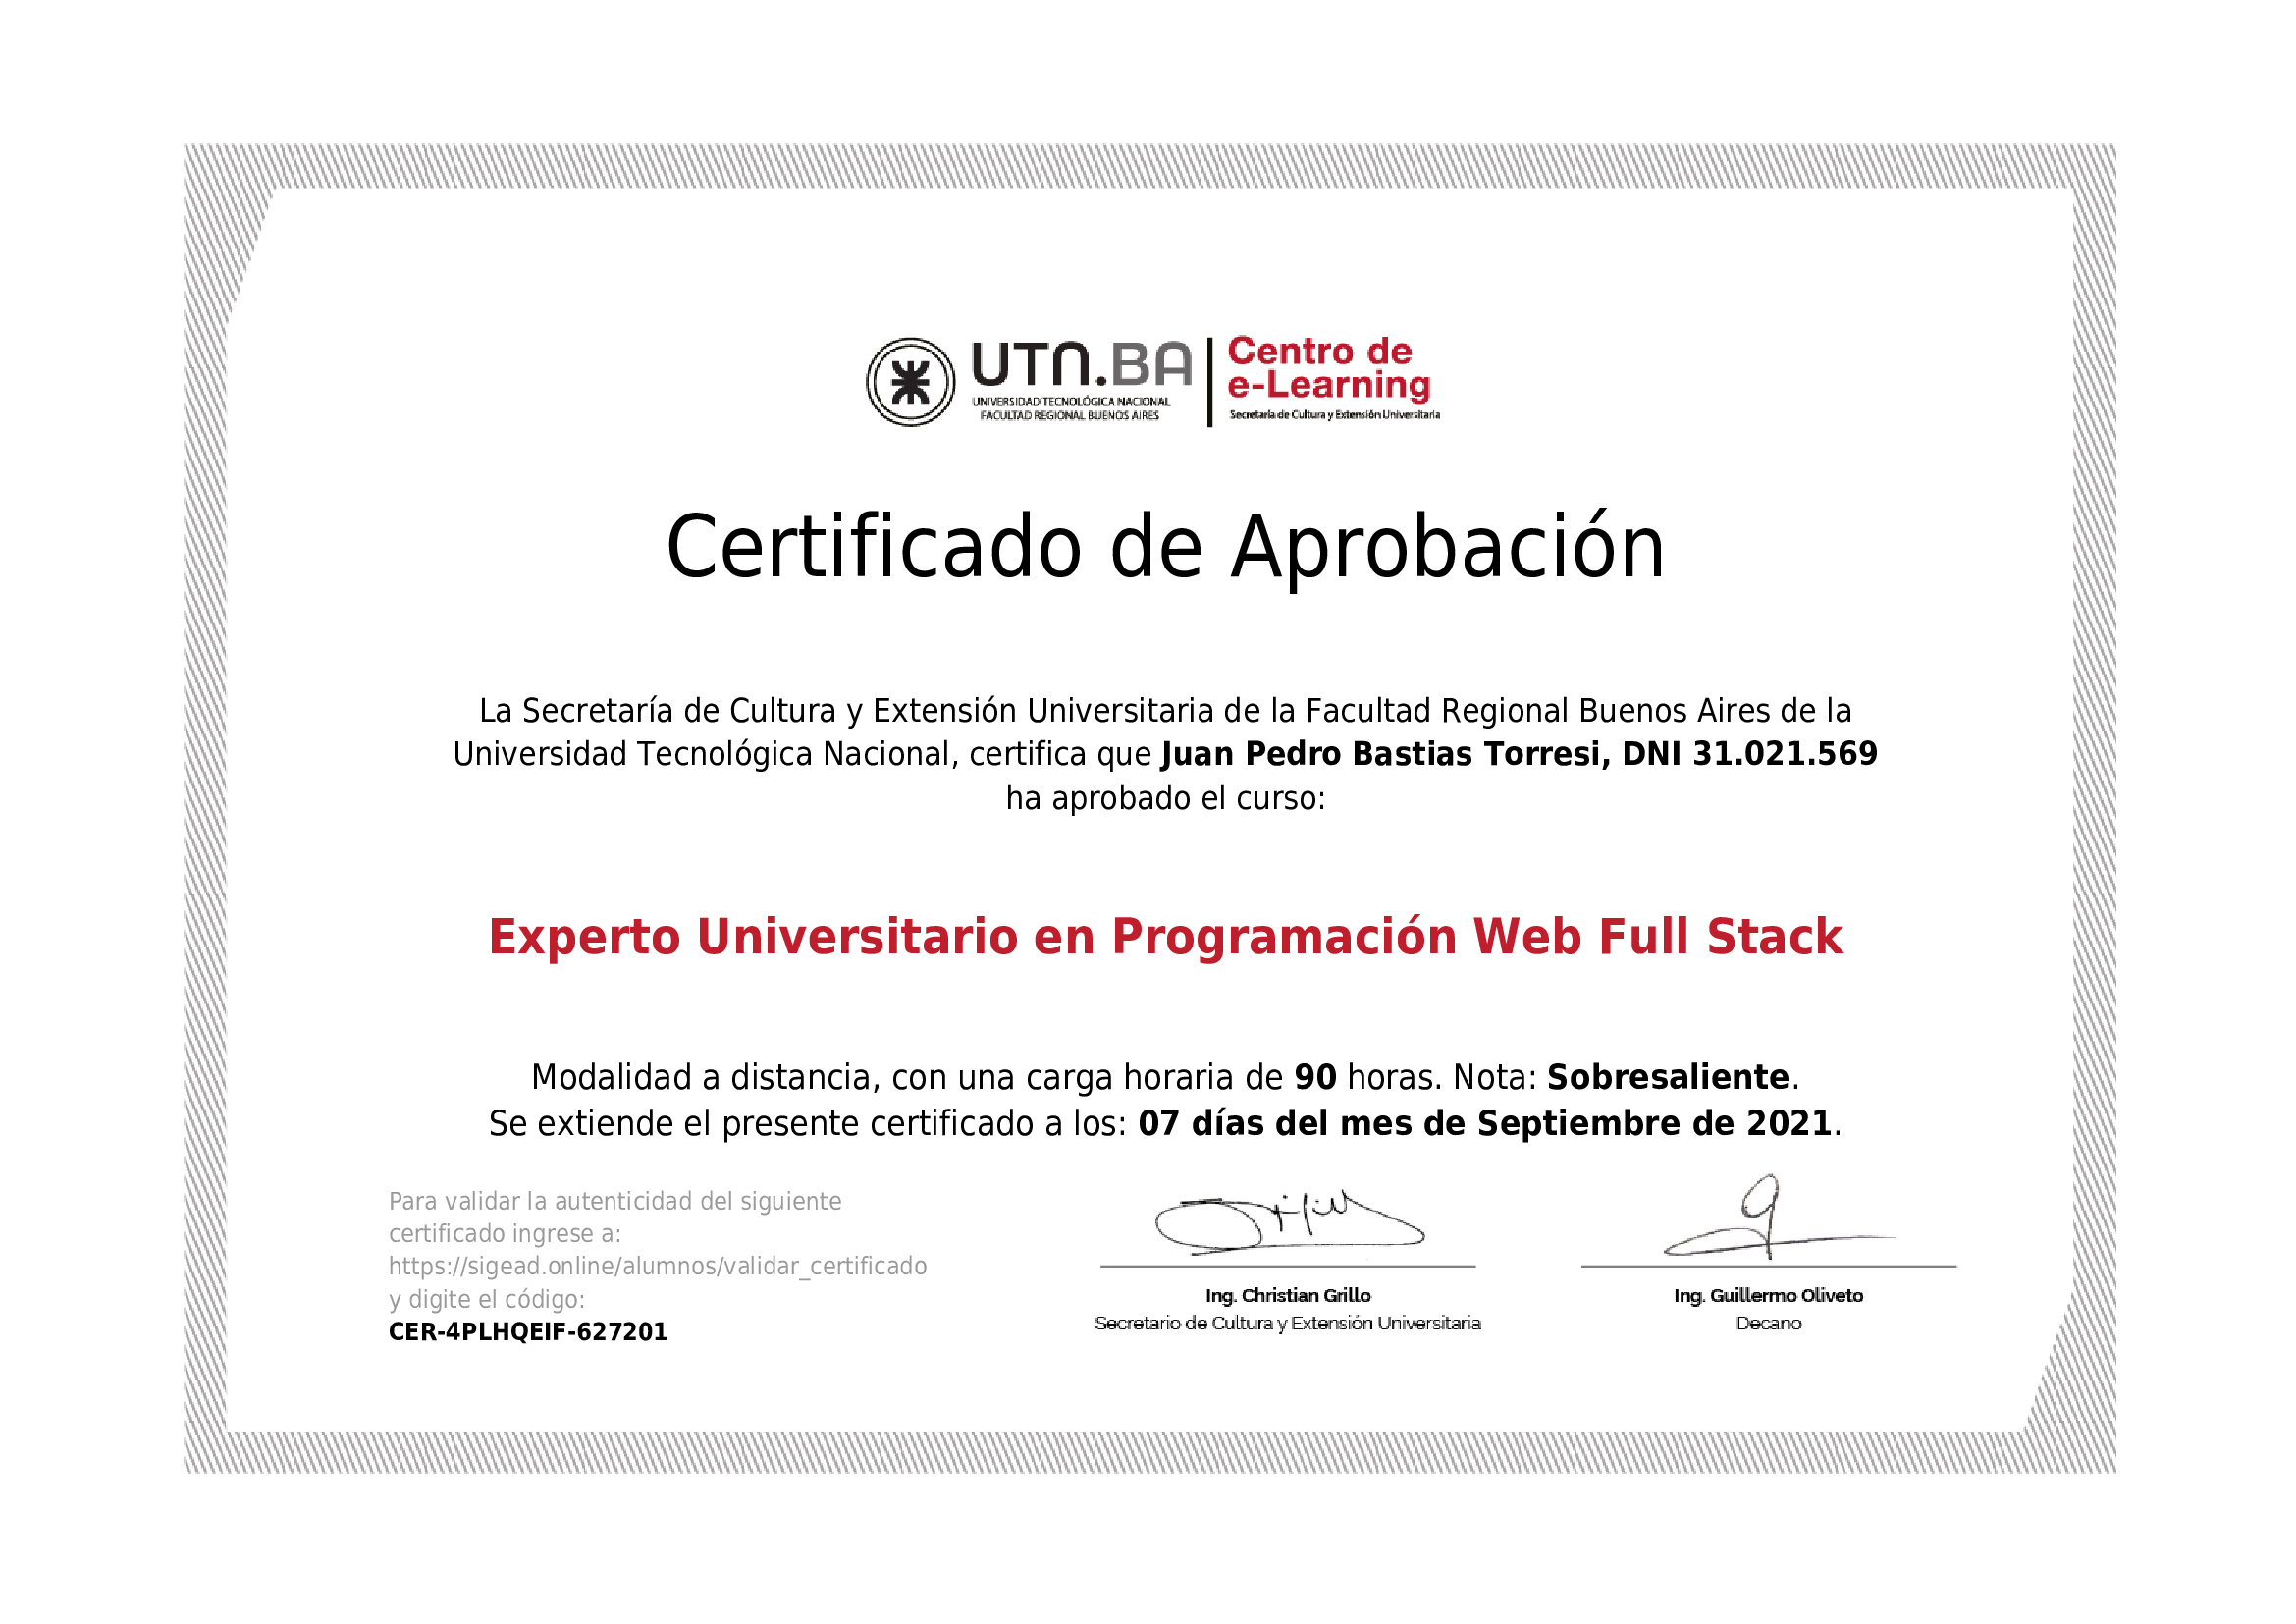 UTN.BA
UNIVERSIDAD TECNOLÓGICA NACIONAL
FACULTAD REGIONAL BUENOS AIRES
Centro de
e-Learning
Secretaría de Cultura y Extensión Universitaria
Certificado de Aprobación
La Secretaría de Cultura y Extensión Universitaria de la Facultad Regional Buenos Aires de la
Universidad Tecnológica Nacional, certifica que Juan Pedro Bastias Torresi, DNI 31.021.569
ha aprobado el curso:
Experto Universitario en Programación Web Full Stack
Modalidad a distancia, con una carga horaria de 90 horas. Nota: Sobresaliente.
Se extiende el presente certificado a los: 07 días del mes de Septiembre de 2021.
Para validar la autenticidad del siguiente
certificado ingrese a:
https://sigead.online/alumnos/validar_certificado
y digite el código:
CER-4PLHQEIF-627201
Ing. Christian Grillo
Secretario de Cultura y Extensión Universitaria
Ing. Guillermo Oliveto
Decano